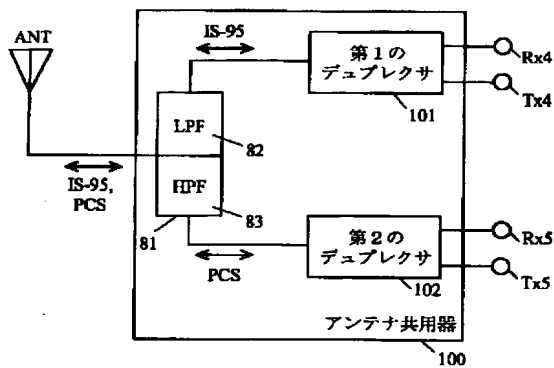 ANT
IS-95
第1の
デュプレクサ
101
Rx4
Tx4
LPF
82
IS-95,
PCS
HPF
83
81
PCS
第2の
デュプレクサ
102
Rx5
Tx5
アンテナ共用器
100